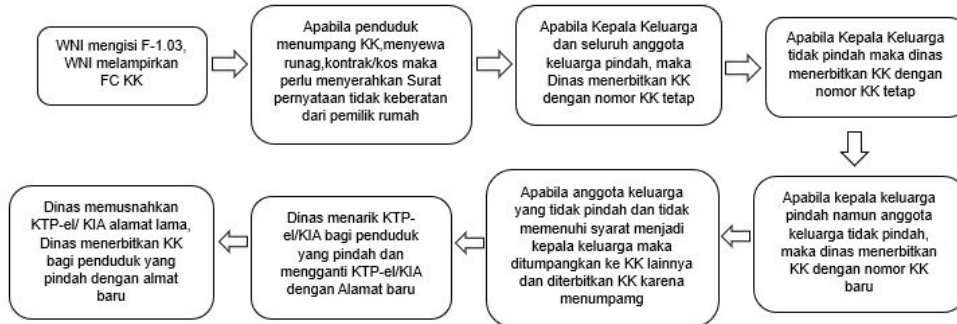 WNI mengisi F-1.03,
WNI melampirkan
FC KK
Apabila penduduk
menumpang KK,menyewa
runag,kontrak/kos maka
perlu menyerahkan Surat
pernyataan tidak keberatan
dari pemilik rumah
Apabila Kepala Keluarga
dan seluruh anggota
keluarga pindah, maka
Dinas menerbitkan KK
dengan nomor KK tetap
Apabila Kepala Keluarga
tidak pindah maka dinas
menerbitkan KK dengan
nomor KK tetap
Apabila kepala keluarga
pindah namun anggota
keluarga tidak pindah,
maka dinas menerbitkan
KK dengan nomor KK
baru
Apabila anggota keluarga
yang tidak pindah dan tidak
memenuhi syarat menjadi
kepala keluarga maka
ditumpangkan ke KK lainnya
dan diterbitkan KK karena
menumpamg
Dinas menarik KTP-
el/KIA bagi penduduk
yang pindah dan
mengganti KTP-el/KIA
dengan Alamat baru
Dinas memusnahkan
KTP-el/ KIA alamat lama,
Dinas menerbitkan KK
bagi penduduk yang
pindah dengan almat
baru